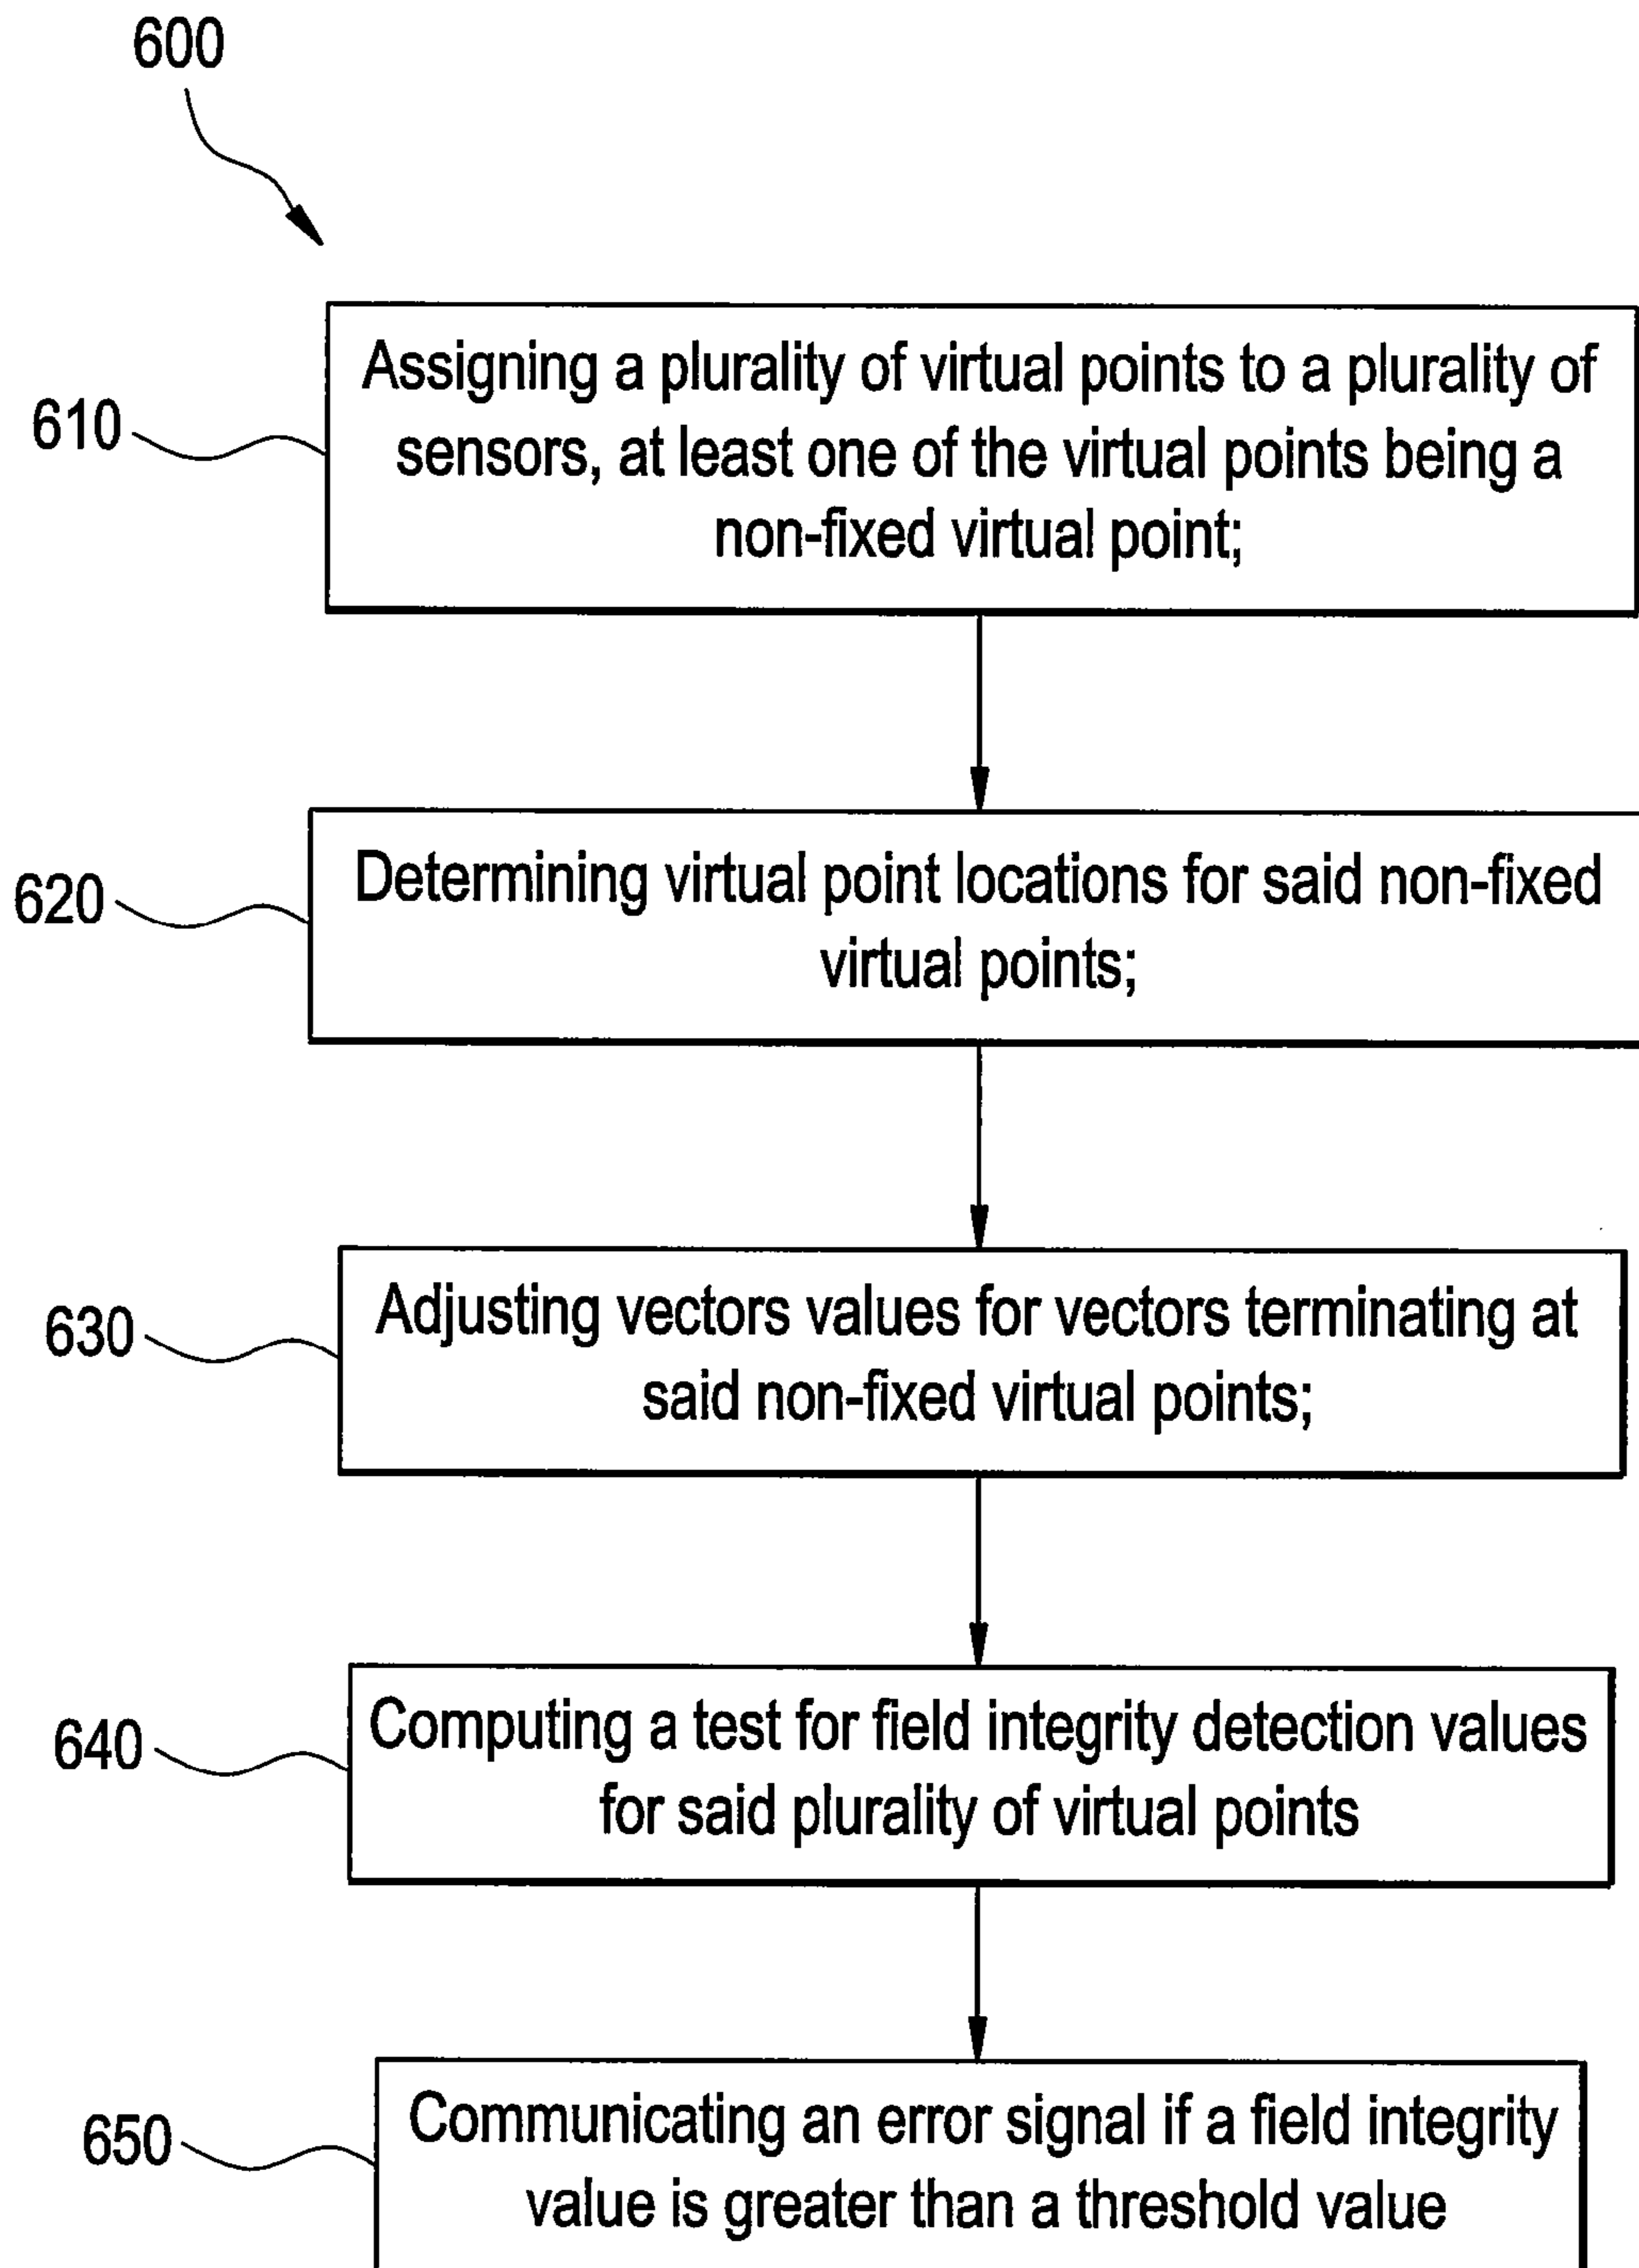 600
610
Assigning a plurality of virtual points to a plurality of
sensors, at least one of the virtual points being a
non-fixed virtual point;
620
Determining virtual point locations for said non-fixed
virtual points;
630
Adjusting vectors values for vectors terminating at
said non-fixed virtual points;
640
Computing a test for field integrity detection values
for said plurality of virtual points
650
Communicating an error signal if a field integrity
value is greater than a threshold value